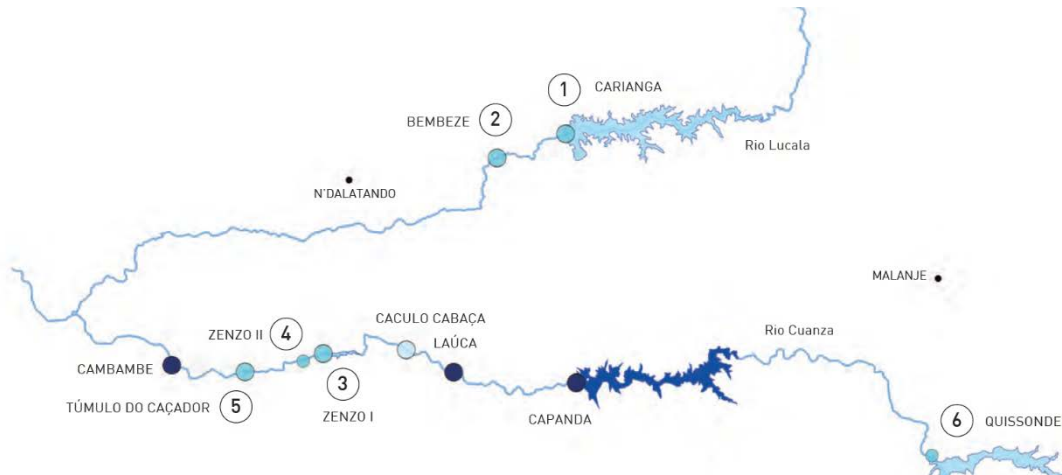 1 CARIANGA
BEMBEZE 2
Rio Lucala
N'DALATANDO
MALANJE
CACULO CABAÇA
Rio Cuanza
ZENZO II 4
LAÚCA
CAMBAMBE
3
TÚMULO DO CAÇADOR 5
ZENZO I
CAPANDA
6 QUISSONDE